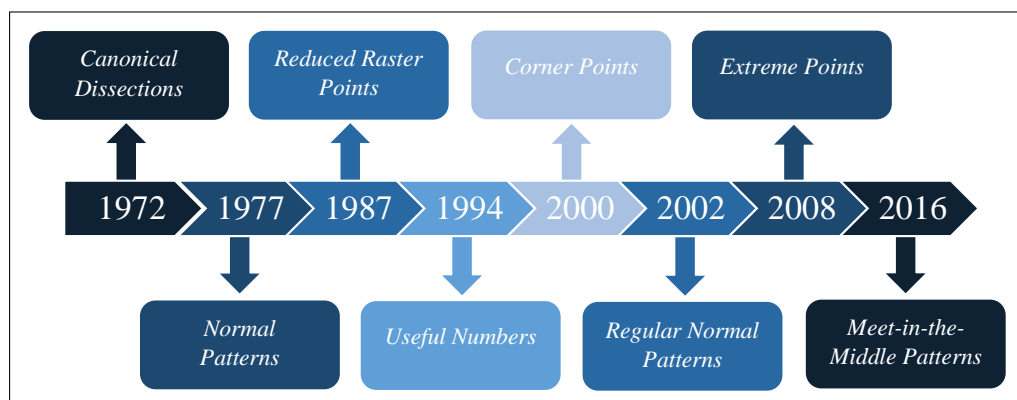 Canonical
Dissections
Reduced Raster
Points
Corner Points
Extreme Points
1972
1977
1987
1994
2000
2002
2008
2016
Normal
Patterns
Useful Numbers
Regular Normal
Patterns
Meet-in-the-
Middle Patterns